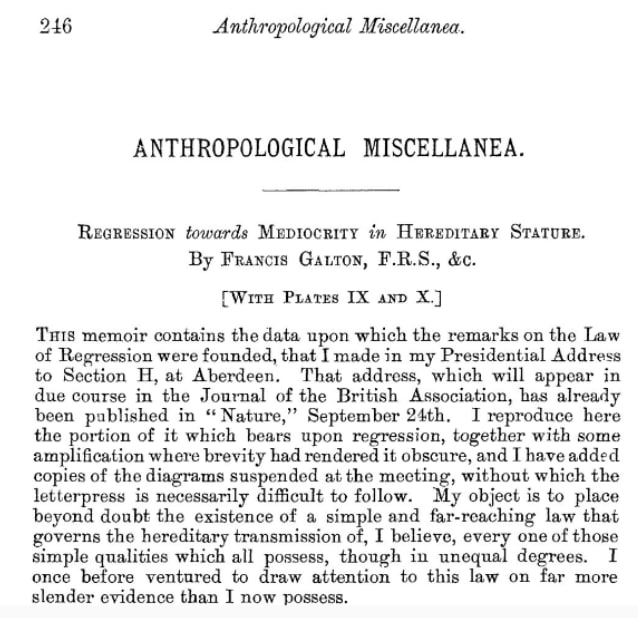 246 Anthropological Miscellanea.
ANTHROPOLOGICAL MISCELLANEA.
REGRESSION towards MEDIOCRITY in HEREDITARY STATURE.
By FRANCIS GALTON, F.R.S., &c.
[WITH PLATES IX AND X.]
THIS memoir contains the data upon which the remarks on the Law
of Regression were founded, that I made in my Presidential Address
to Section H, at Aberdeen. That address, which will appear in
due course in the Journal of the British Association, has already
been published in “Nature,” September 24th. I reproduce here
the portion of it which bears upon regression, together with some
amplification where brevity had rendered it obscure, and I have added
copies of the diagrams suspended at the meeting, without which the
letterpress is necessarily difficult to follow. My object is to place
beyond doubt the existence of a simple and far-reaching law that
governs the hereditary transmission of, I believe, every one of those
simple qualities which all possess, though in unequal degrees. I
once before ventured to draw attention to this law on far more
slender evidence than I now possess.